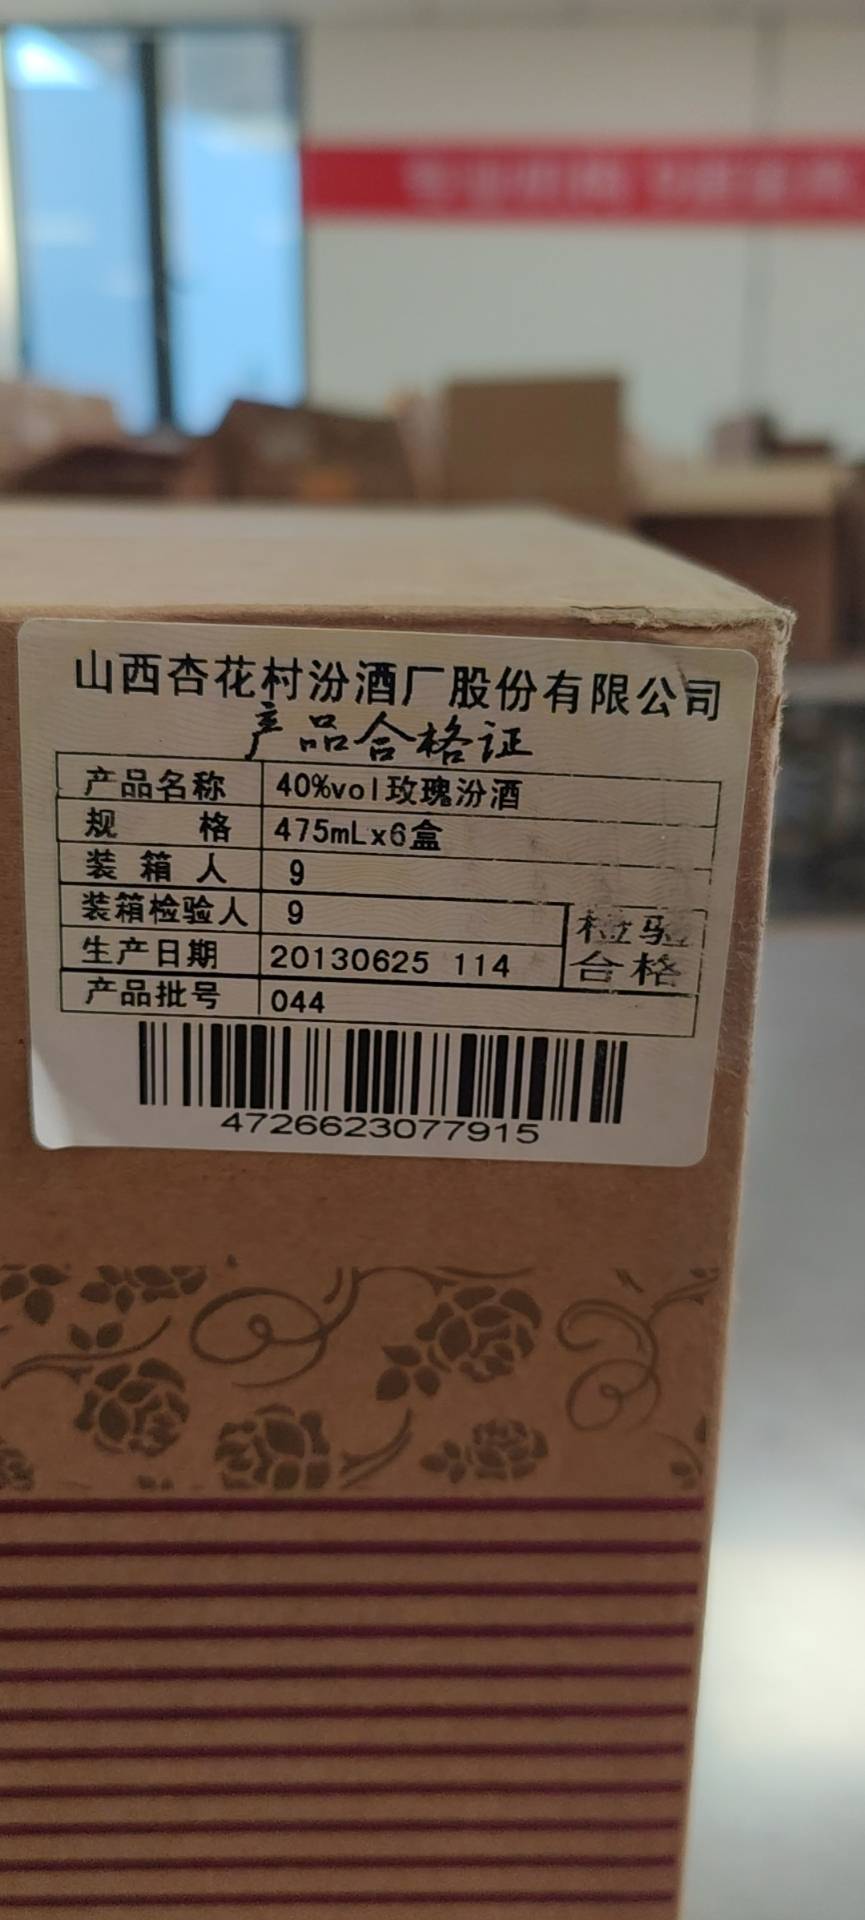 山西杏花村汾酒厂股份有限公司
产品合格证
产品名称 40%vol玫瑰汾酒
规 格 475mLx6盒
装 箱 人 9
装箱检验人 9
检验
合格
生产日期 20130625 114
产品批号 044
4726623077915